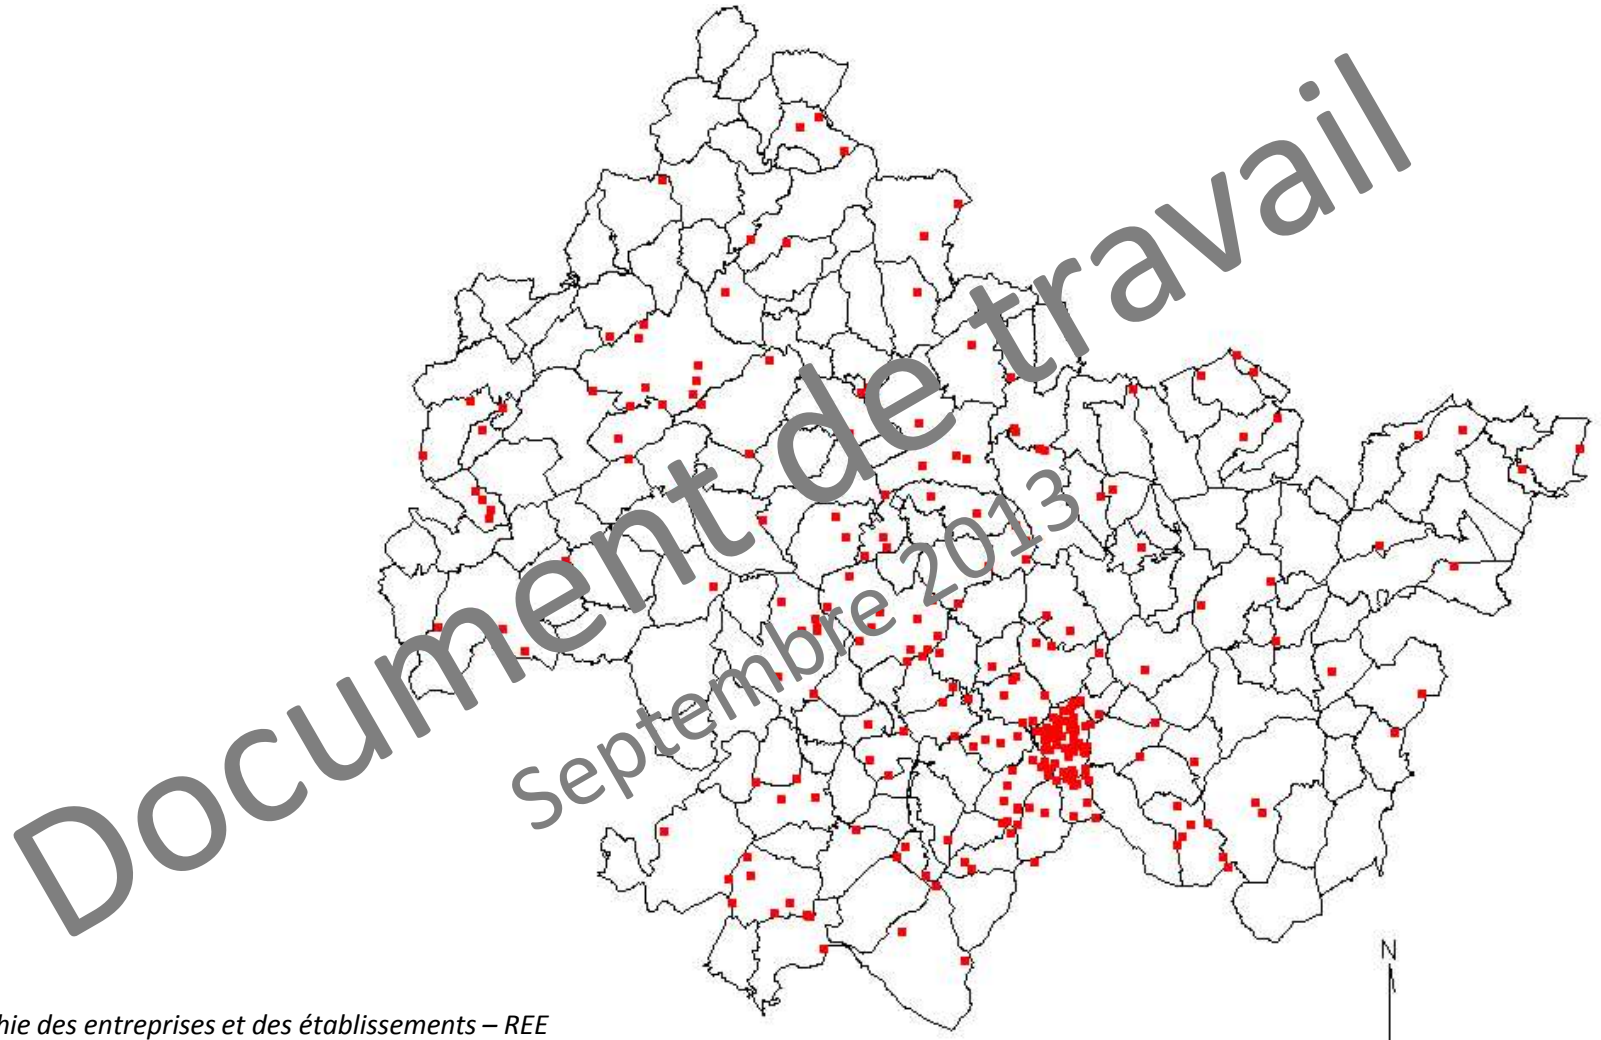 Document de travail
Septembre 2013
N
hie des entreprises et des établissements – REE